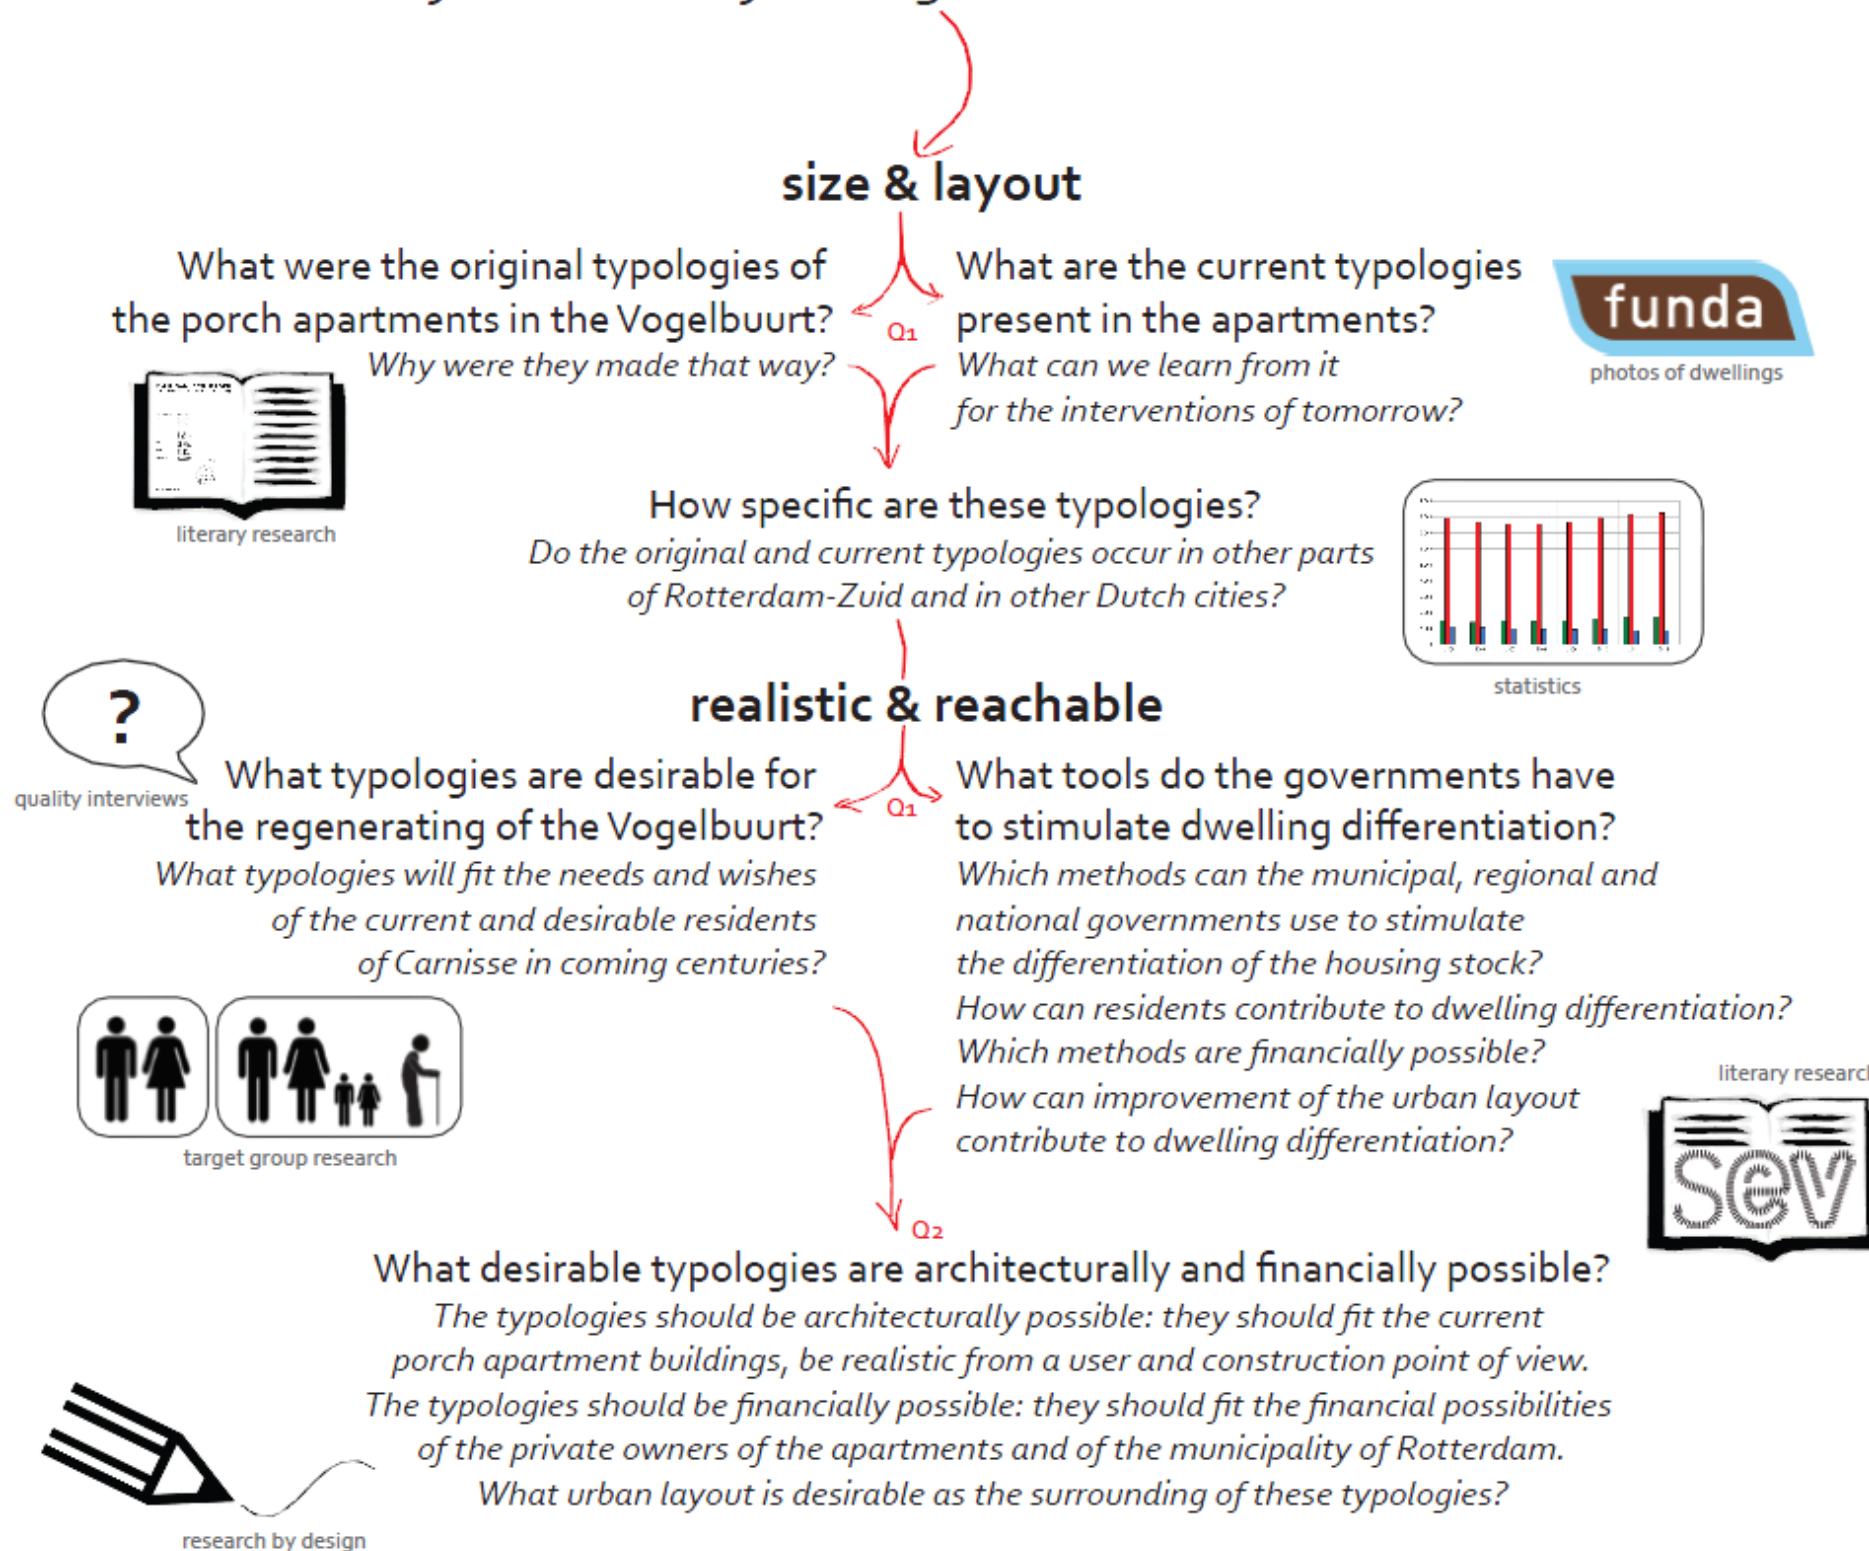 size & layout
What were the original typologies of
the porch apartments in the Vogelbuurt?
Why were they made that way?
literary research
Q1
What are the current typologies
present in the apartments?
What can we learn from it
for the interventions of tomorrow?
funda
photos of dwellings
How specific are these typologies?
Do the original and current typologies occur in other parts
of Rotterdam-Zuid and in other Dutch cities?
statistics
realistic & reachable
?
quality interviews
What typologies are desirable for
the regenerating of the Vogelbuurt?
What typologies will fit the needs and wishes
of the current and desirable residents
of Carnisse in coming centuries?
target group research
Q1
What tools do the governments have
to stimulate dwelling differentiation?
Which methods can the municipal, regional and
national governments use to stimulate
the differentiation of the housing stock?
How can residents contribute to dwelling differentiation?
Which methods are financially possible?
How can improvement of the urban layout
contribute to dwelling differentiation?
literary research
sev
Q2
What desirable typologies are architecturally and financially possible?
The typologies should be architecturally possible: they should fit the current
porch apartment buildings, be realistic from a user and construction point of view.
The typologies should be financially possible: they should fit the financial possibilities
of the private owners of the apartments and of the municipality of Rotterdam.
What urban layout is desirable as the surrounding of these typologies?
research by design